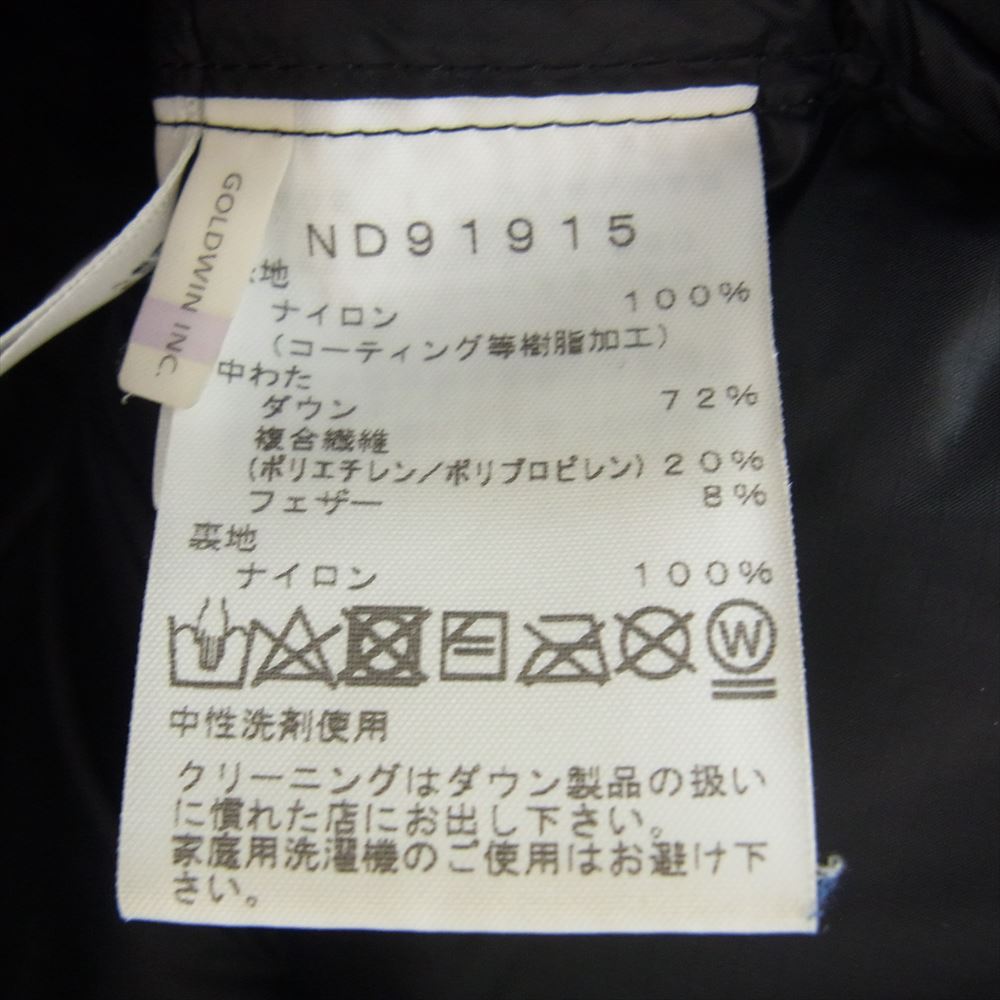 GOLDWIN INC.
ND91915
地
ナイロン 100%
(コーティング等樹脂加工)
中わた
ダウン 72%
複合繊維
(ポリエチレン/ポリプロピレン) 20%
フェザー 8%
裏地
ナイロン 100%
W
中性洗剤使用
クリーニングはダウン製品の扱い
に慣れた店にお出し下さい。
家庭用洗濯機のご使用はお避け下
さい。